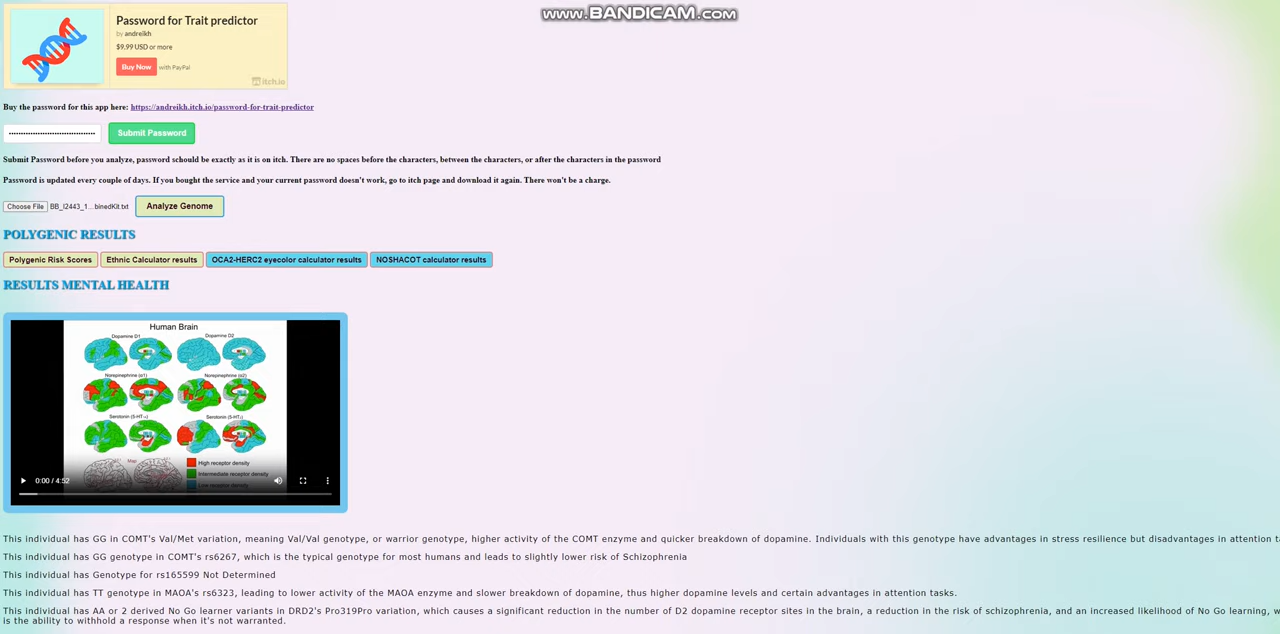 WWW.BANDICAM.COM
Password for Trait predictor
by andreikh
$9.99 USD or more
Buy Now with PayPal
itch.io
Buy the password for this app here: https://andreikh.itch.io/password-for-trait-predictor
Submit Password
Submit Password before you analyze, password schould be exactly as it is on itch. There are no spaces before the characters, between the characters, or after the characters in the password
Password is updated every couple of days. If you bought the service and your current password doesn't work, go to itch page and download it again. There won't be a charge.
Choose File BB_I2443_1...binedKit.txt Analyze Genome
POLYGENIC RESULTS
Polygenic Risk Scores Ethnic Calculator results OCA2-HERC2 eyecolor calculator results NOSHACOT calculator results
RESULTS MENTAL HEALTH
Human Brain
Dopamine D1 Dopamine D2
Norepinephrine (α1) Norepinephrine (α2)
Serotonin Serotonin
Map
High receptor density
Intermediate receptor density
Low receptor density
0:00 / 4:52
This individual has GG in COMT's Val/Met variation, meaning Val/Val genotype, or warrior genotype, higher activity of the COMT enzyme and quicker breakdown of dopamine. Individuals with this genotype have advantages in stress resilience but disadvantages in attention ta
This individual has GG genotype in COMT's rs6267, which is the typical genotype for most humans and leads to slightly lower risk of Schizophrenia
This individual has Genotype for rs165599 Not Determined
This individual has TT genotype in MAOA's rs6323, leading to lower activity of the MAOA enzyme and slower breakdown of dopamine, thus higher dopamine levels and certain advantages in attention tasks.
This individual has AA or 2 derived No Go learner variants in DRD2's Pro319Pro variation, which causes a significant reduction in the number of D2 dopamine receptor sites in the brain, a reduction in the risk of schizophrenia, and an increased likelihood of No Go learning, w
is the ability to withhold a response when it's not warranted.